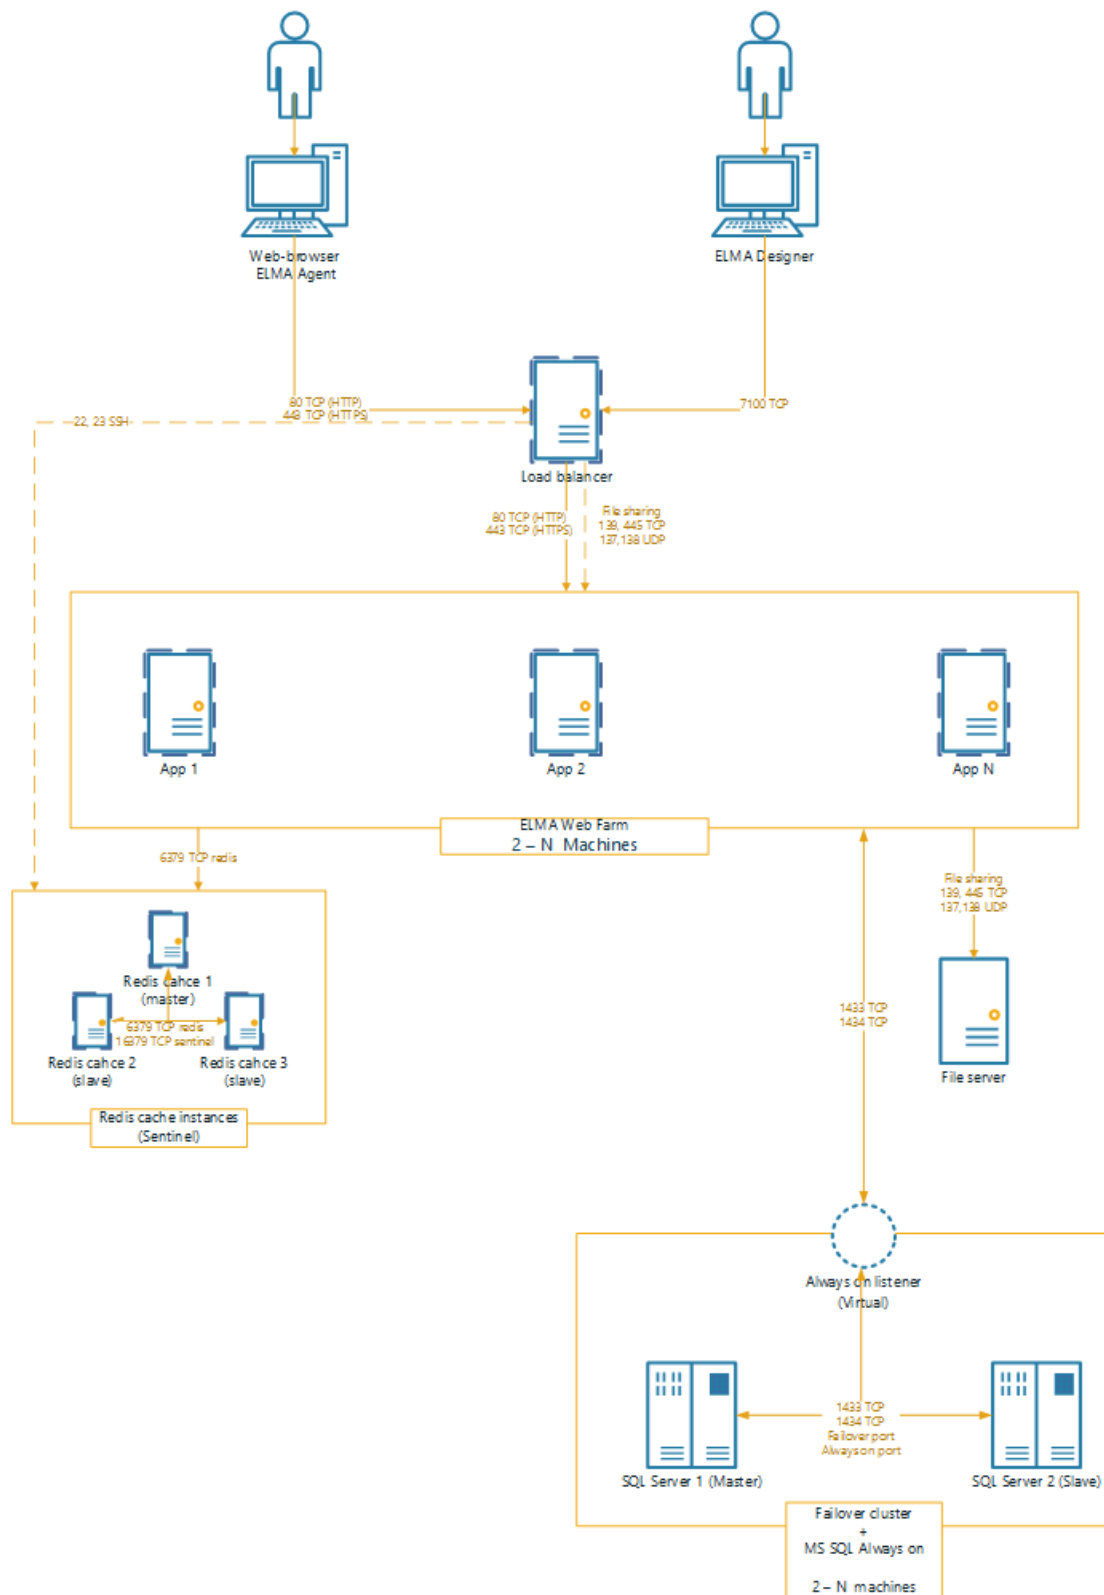 Web-browser
ELMA Agent
ELMA Designer
80 TCP (HTTP)
443 TCP (HTTPS)
7100 TCP
22, 23 SSH
Load balancer
80 TCP (HTTP)
443 TCP (HTTPS)
File sharing
139, 445 TCP
137,138 UDP
App 1
App 2
App N
ELMA Web Farm
2 – N Machines
6379 TCP redis
File sharing
139, 445 TCP
137,138 UDP
Redis cahce 1
(master)
6379 TCP redis
16379 TCP sentinel
Redis cahce 2
(slave)
Redis cahce 3
(slave)
Redis cache instances
(Sentinel)
1433 TCP
1434 TCP
File server
Always on listener
(Virtual)
1433 TCP
1434 TCP
Failover port
Alwayson port
SQL Server 1 (Master)
SQL Server 2 (Slave)
Failover cluster
+
MS SQL Always on
2 – N machines